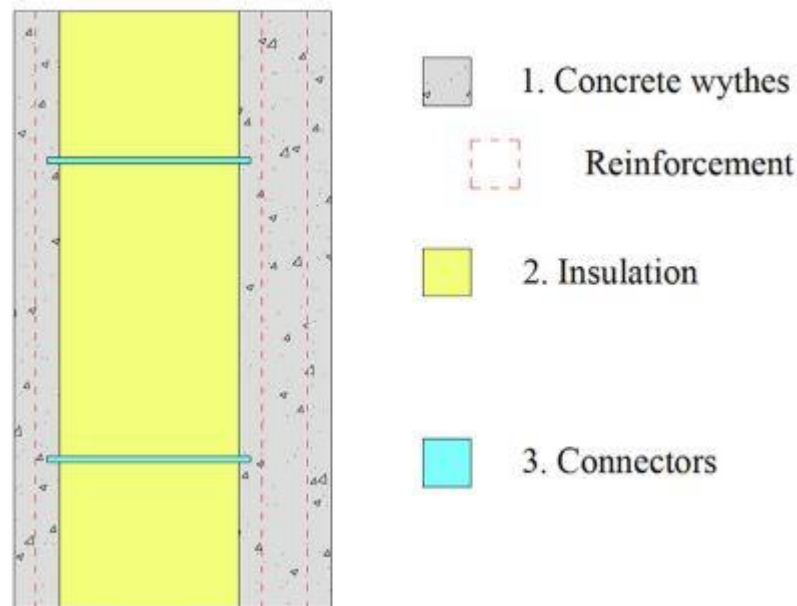 1. Concrete wythes
Reinforcement
2. Insulation
3. Connectors